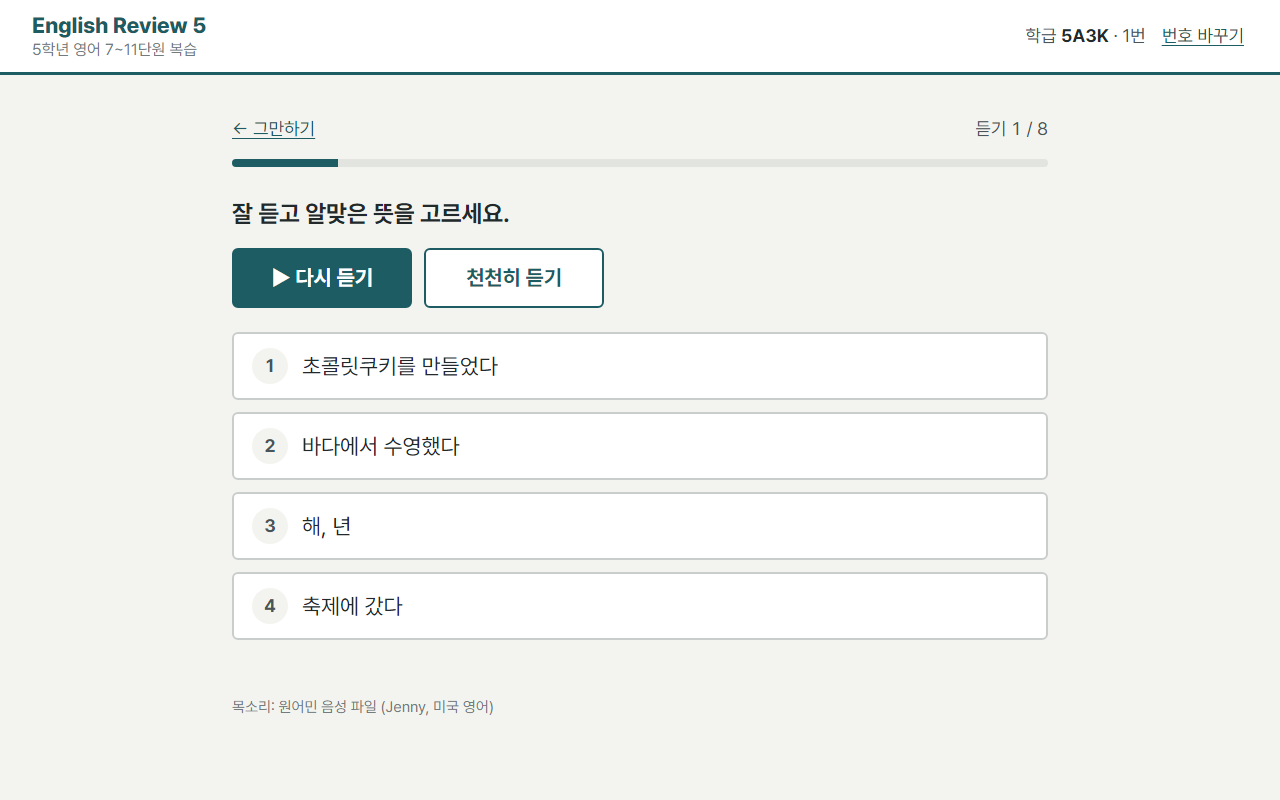 English Review 5
5학년 영어 7~11단원 복습
학급 5A3K · 1번 번호 바꾸기
← 그만하기
듣기 1 / 8
잘 듣고 알맞은 뜻을 고르세요.
▶ 다시 듣기
천천히 듣기
1 초콜릿쿠키를 만들었다
2 바다에서 수영했다
3 해, 년
4 축제에 갔다
목소리: 원어민 음성 파일 (Jenny, 미국 영어)